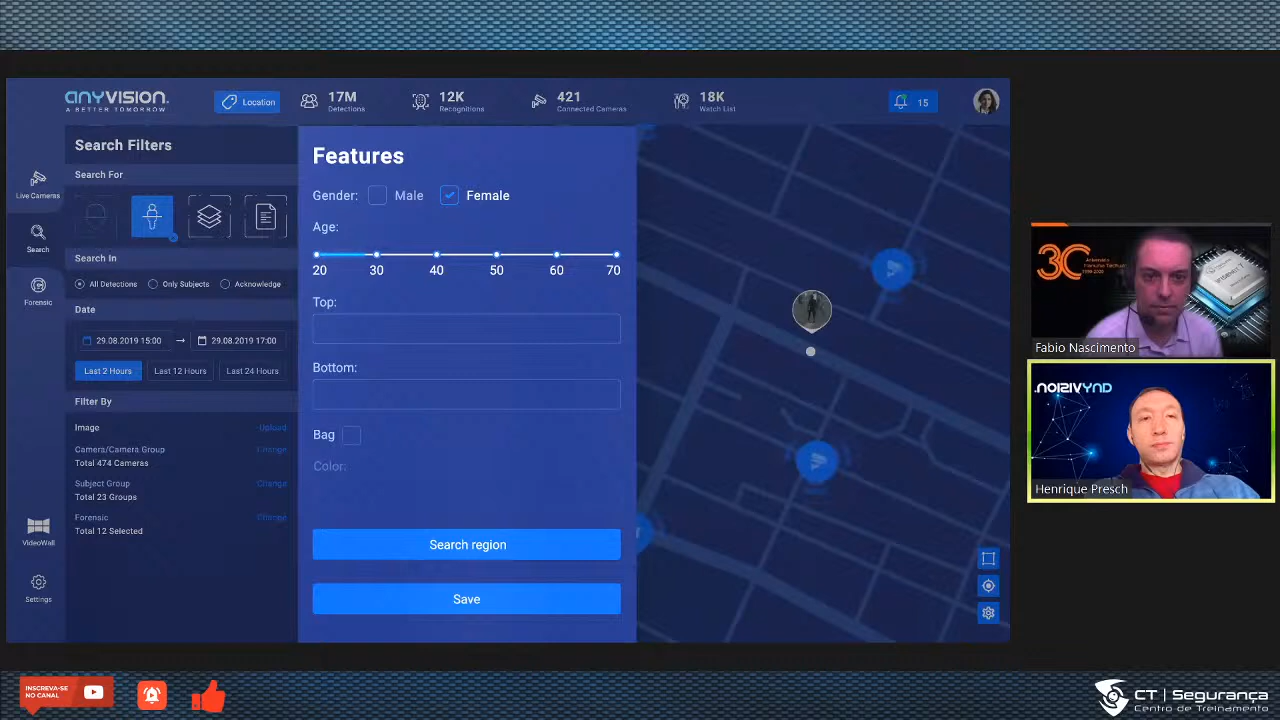 anyvision.
A BETTER TOMORROW
Location
17M
Detections
12K
Recognitions
421
Connected Cameras
18K
Watch List
15
Live Cameras
Search
Forensic
VideoWall
Settings
Search Filters
Search For
Search In
All Detections
Only Subjects
Acknowledge
Date
29.08.2019 15:00 → 29.08.2019 17:00
Last 2 Hours
Last 12 Hours
Last 24 Hours
Filter By
Image
Upload
Camera/Camera Group
Change
Total 474 Cameras
Subject Group
Change
Total 23 Groups
Forensic
Change
Total 12 Selected
Features
Gender: Male Female
Age:
20 30 40 50 60 70
Top:
Bottom:
Bag
Color:
Search region
Save
30
Fabio Nascimento
anyvision.
Henrique Presch
INSCREVA-SE
NO CANAL
CT | Segurança
Centro de Treinamento